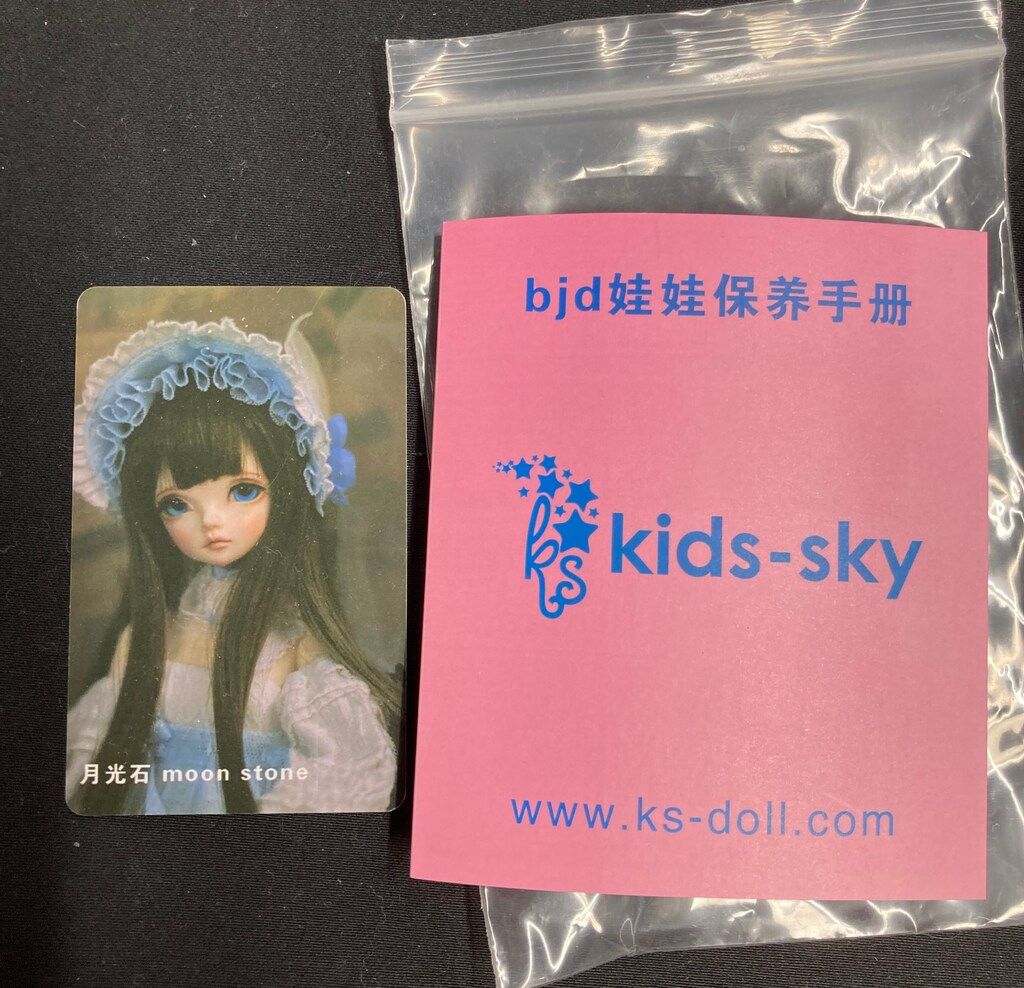 月光石 moon stone
bjd娃娃保养手册
ks kids-sky
www.ks-doll.com